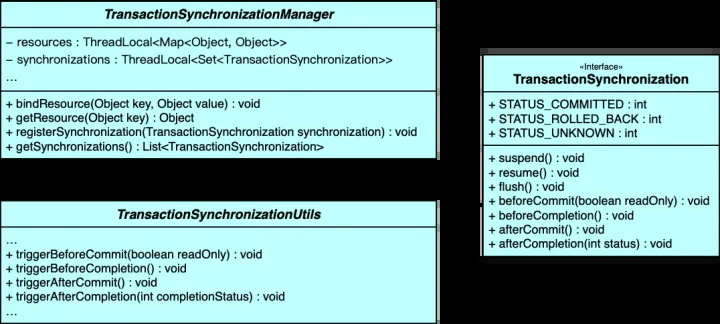 TransactionSynchronizationManager
– resources : ThreadLocal<Map<Object, Object>>
– synchronizations : ThreadLocal<Set<TransactionSynchronization>>
...
+ bindResource(Object key, Object value) : void
+ getResource(Object key) : Object
+ registerSynchronization(TransactionSynchronization synchronization) : void
+ getSynchronizations() : List<TransactionSynchronization>
TransactionSynchronizationUtils
...
+ triggerBeforeCommit(boolean readOnly) : void
+ triggerBeforeCompletion() : void
+ triggerAfterCommit() : void
+ triggerAfterCompletion(int completionStatus) : void
...
«Interface»
TransactionSynchronization
+ STATUS_COMMITTED : int
+ STATUS_ROLLED_BACK : int
+ STATUS_UNKNOWN : int
+ suspend() : void
+ resume() : void
+ flush() : void
+ beforeCommit(boolean readOnly) : void
+ beforeCompletion() : void
+ afterCommit() : void
+ afterCompletion(int status) : void